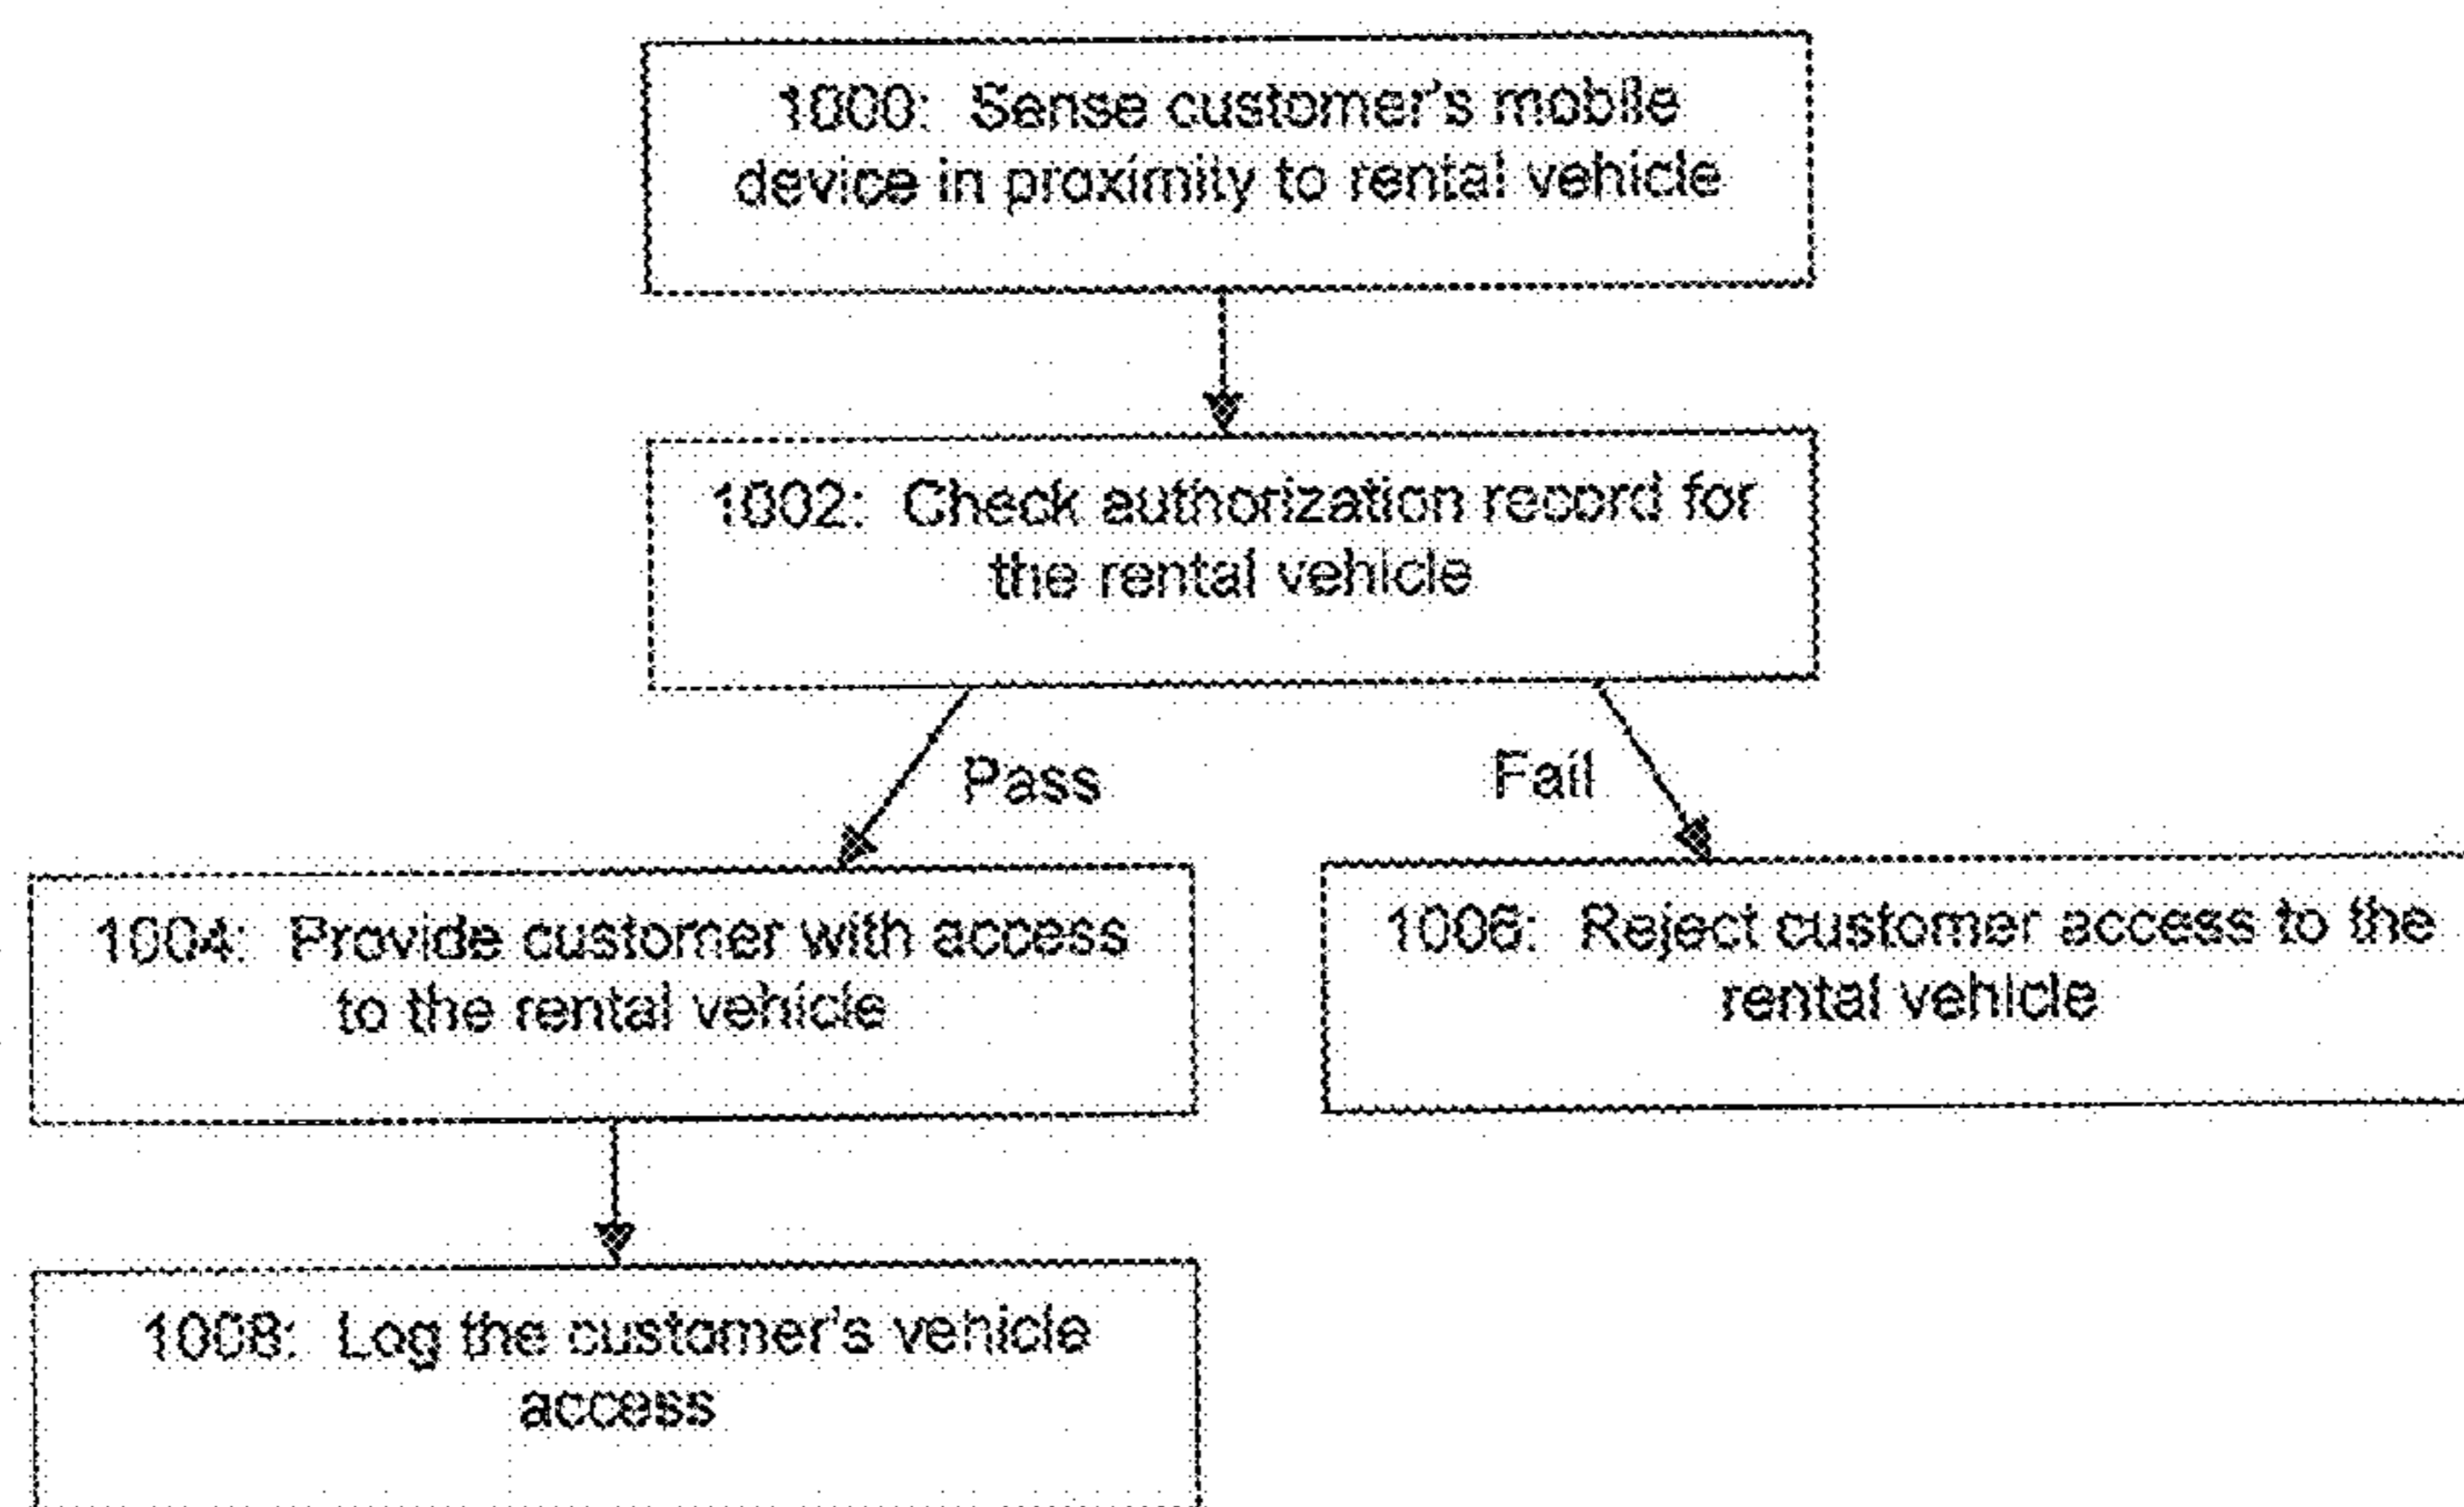 1000: Sense customer's mobile
device in proximity to rental vehicle
1002: Check authorization record for
the rental vehicle
Pass
Fail
1004: Provide customer with access
to the rental vehicle
1006: Reject customer access to the
rental vehicle
1008: Log the customer's vehicle
access